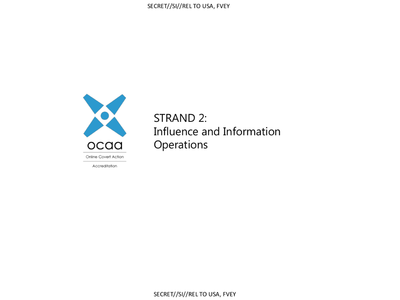 SECRET//SI//REL TO USA, FVEY
STRAND 2:
Influence and Information
Operations
ocaa
Online Covert Action
Accreditation
SECRET//SI//REL TO USA, FVEY